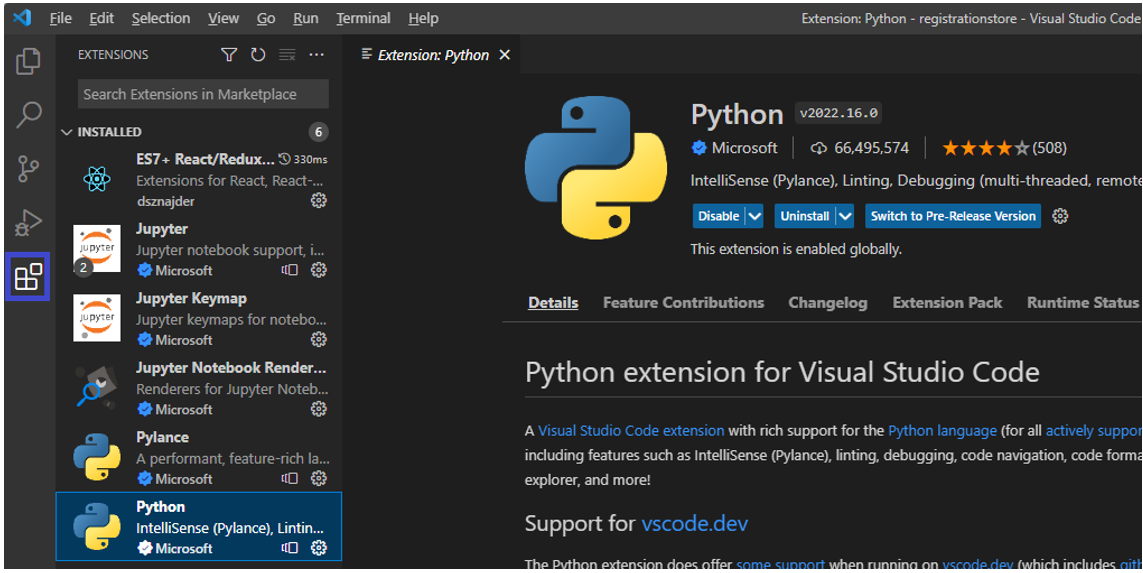 File Edit Selection View Go Run Terminal Help
Extension: Python - registrationstore - Visual Studio Code
EXTENSIONS
Search Extensions in Marketplace
INSTALLED 6
ES7+ React/Redux... 330ms
Extensions for React, React-...
dsznajder
jupyter
2
Jupyter
Jupyter notebook support, i...
Microsoft
jupyter
Jupyter Keymap
Jupyter keymaps for notebo...
Microsoft
Jupyter Notebook Render...
Renderers for Jupyter Noteb...
Microsoft
Pylance
A performant, feature-rich la...
Microsoft
Python
IntelliSense (Pylance), Lintin...
Microsoft
Extension: Python
Python v2022.16.0
Microsoft 66,495,574 (508)
IntelliSense (Pylance), Linting, Debugging (multi-threaded, remote
Disable Uninstall Switch to Pre-Release Version
This extension is enabled globally.
Details Feature Contributions Changelog Extension Pack Runtime Status
Python extension for Visual Studio Code
A Visual Studio Code extension with rich support for the Python language (for all actively suppor
including features such as IntelliSense (Pylance), linting, debugging, code navigation, code forma
explorer, and more!
Support for vscode.dev
The Python extension does offer some support when running on vscode.dev (which includes gith